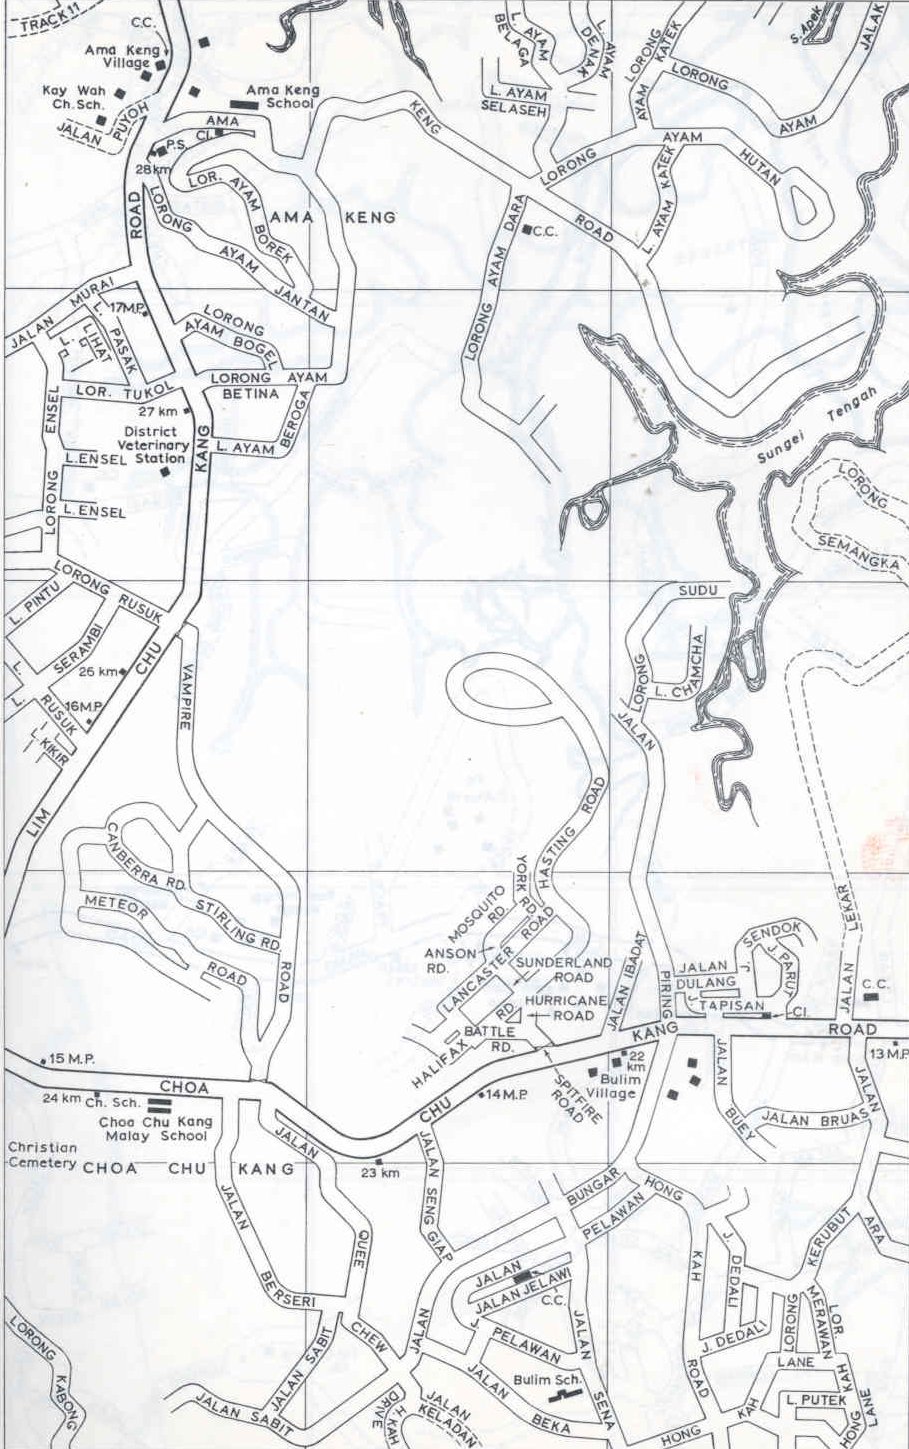 TRACK 11
C.C.
Ama Keng
Village
Kay Wah
Ch. Sch.
JALAN PUYOH
Ama Keng
School
AMA KENG ROAD
CI.
P.S.
28km
LOR. AYAM BOREK
LORONG AYAM JANTAN
AMA KENG
L. AYAM BELAGA
L. AYAM DENAK
L. AYAM SELASEH
LORONG AYAM KATEK
LORONG AYAM JALAK
S. Apek
LORONG AYAM HUTAN
L. AYAM KATEK
LORONG AYAM DARA
C.C.
JALAN MURAI
17M.P.
L. PASAK
L. LIHAT
L.
LOR. TUKOL
27 km
LORONG AYAM BOGEL
LORONG AYAM BETINA
L. AYAM BEROGA
District
Veterinary
Station
LORONG ENSEL
L. ENSEL
L. ENSEL
Sungei Tengah
LORONG SEMANGKA
LORONG RUSUK
L. PINTU
SERAMBI
26 km
16M.P.
L. RUSUK
L. KIKIR
LIM CHU KANG ROAD
VAMPIRE ROAD
LORONG SUDU
L. CHAMCHA
CANBERRA RD.
STIRLING RD.
METEOR ROAD
HASTING ROAD
YORK RD.
MOSQUITO RD.
ANSON RD.
LANCASTER ROAD
SUNDERLAND ROAD
HURRICANE ROAD
HALIFAX RD.
BATTLE RD.
SPITFIRE ROAD
JALAN IBADAT
JALAN PIRING
JALAN DULANG
J. SENDOK
J. PARUT
J. TAPISAN
CI.
JALAN LEKAR
C.C.
15 M.P.
24 km
Ch. Sch.
Choa Chu Kang
Malay School
CHOA CHU KANG ROAD
14M.P.
22 km
Bulim
Village
13 M.P.
23 km
Christian
Cemetery
CHOA CHU KANG
JALAN BUEY
JALAN BRUAS
JALAN ARA
JALAN QUEE CHEW
JALAN BERSERI
JALAN SABIT
JALAN SABIT
JALAN SENG GIAP
JALAN BUNGAR
PELAWAN
HONG KAH ROAD
JALAN JELAWI
JALAN
C.C.
J. PELAWAN
JALAN SENA
Bulim Sch.
JALAN BEKA
JALAN KELADAN
H. KAH DRIVE
J. DEDALI
J. DEDALI
KERUBUT
LOR MERAWAN
LORONG
LANE
L. PUTEK
HONG KAH
HONG KAH LANE
LORONG KABONG